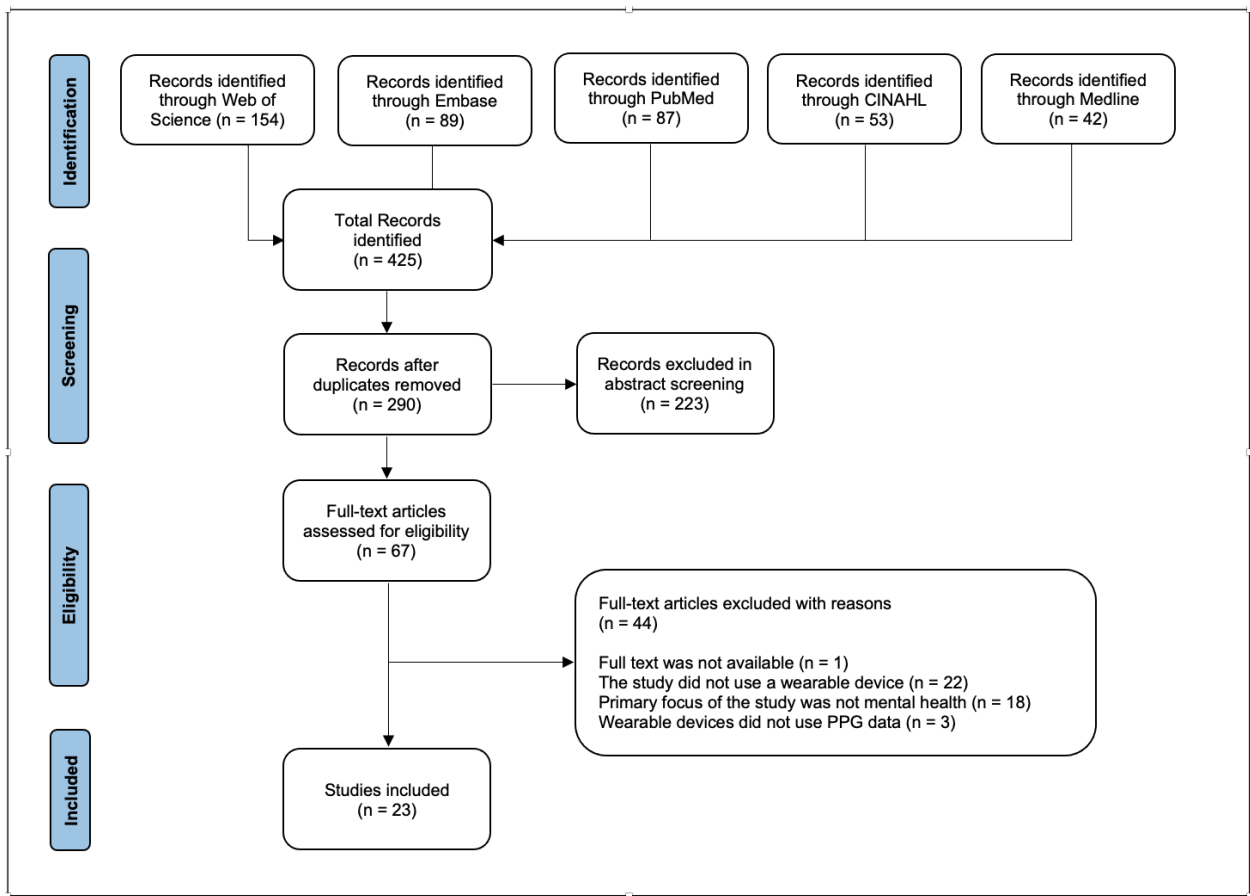 Identification
Records identified
through Web of
Science (n = 154)
Records identified
through Embase
(n = 89)
Records identified
through PubMed
(n = 87)
Records identified
through CINAHL
(n = 53)
Records identified
through Medline
(n = 42)
Total Records
identified
(n = 425)
Screening
Records after
duplicates removed
(n = 290)
Records excluded in
abstract screening
(n = 223)
Eligibility
Full-text articles
assessed for eligibility
(n = 67)
Full-text articles excluded with reasons
(n = 44)
Full text was not available (n = 1)
The study did not use a wearable device (n = 22)
Primary focus of the study was not mental health (n = 18)
Wearable devices did not use PPG data (n = 3)
Included
Studies included
(n = 23)